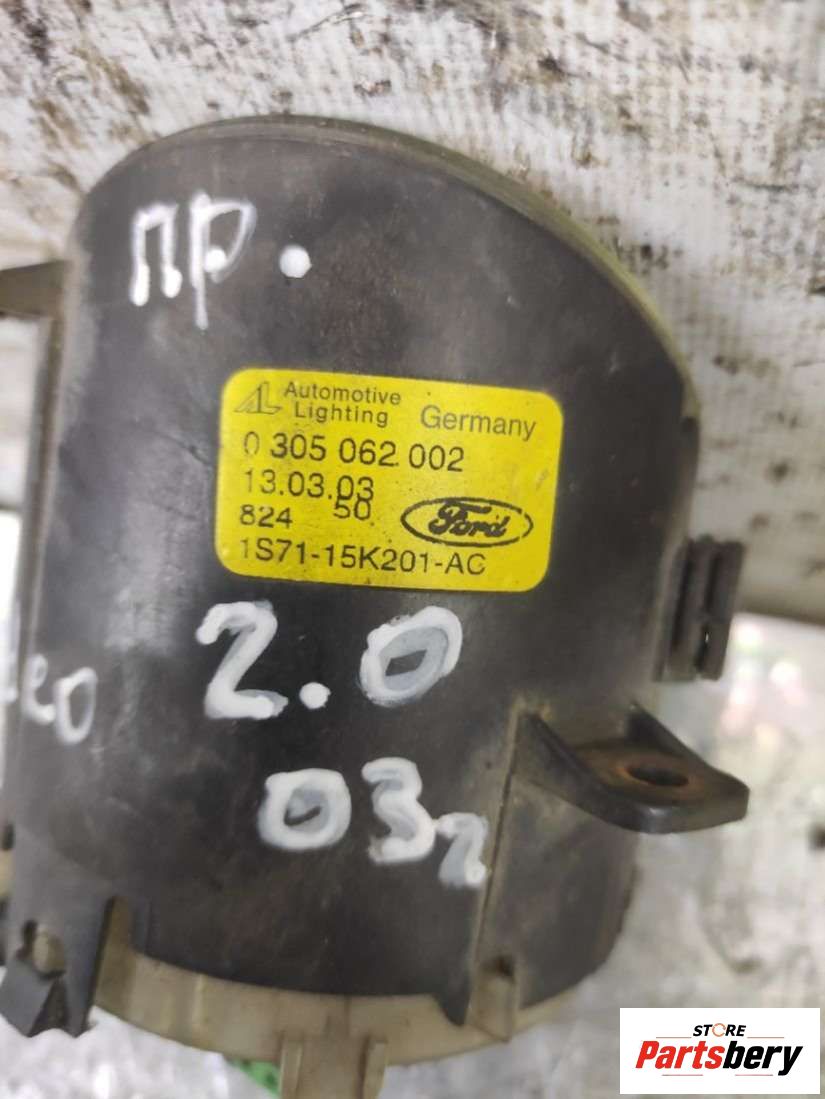 пр.
Automotive
Lighting Germany
0 305 062 002
13.03.03
824 50 Ford
1S71-15K201-AC
2.0
03г
STORE
Partsbery